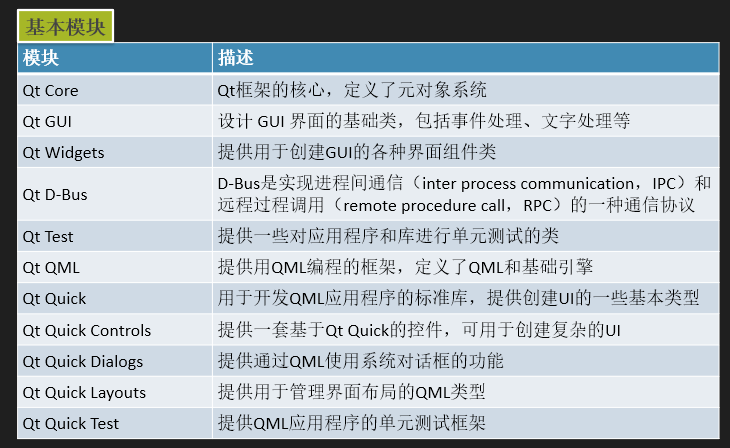 基本模块
模块 描述
Qt Core Qt框架的核心，定义了元对象系统
Qt GUI 设计 GUI 界面的基础类，包括事件处理、文字处理等
Qt Widgets 提供用于创建GUI的各种界面组件类
Qt D-Bus D-Bus是实现进程间通信（inter process communication，IPC）和
远程过程调用（remote procedure call，RPC）的一种通信协议
Qt Test 提供一些对应用程序和库进行单元测试的类
Qt QML 提供用QML编程的框架，定义了QML和基础引擎
Qt Quick 用于开发QML应用程序的标准库，提供创建UI的一些基本类型
Qt Quick Controls 提供一套基于Qt Quick的控件，可用于创建复杂的UI
Qt Quick Dialogs 提供通过QML使用系统对话框的功能
Qt Quick Layouts 提供用于管理界面布局的QML类型
Qt Quick Test 提供QML应用程序的单元测试框架